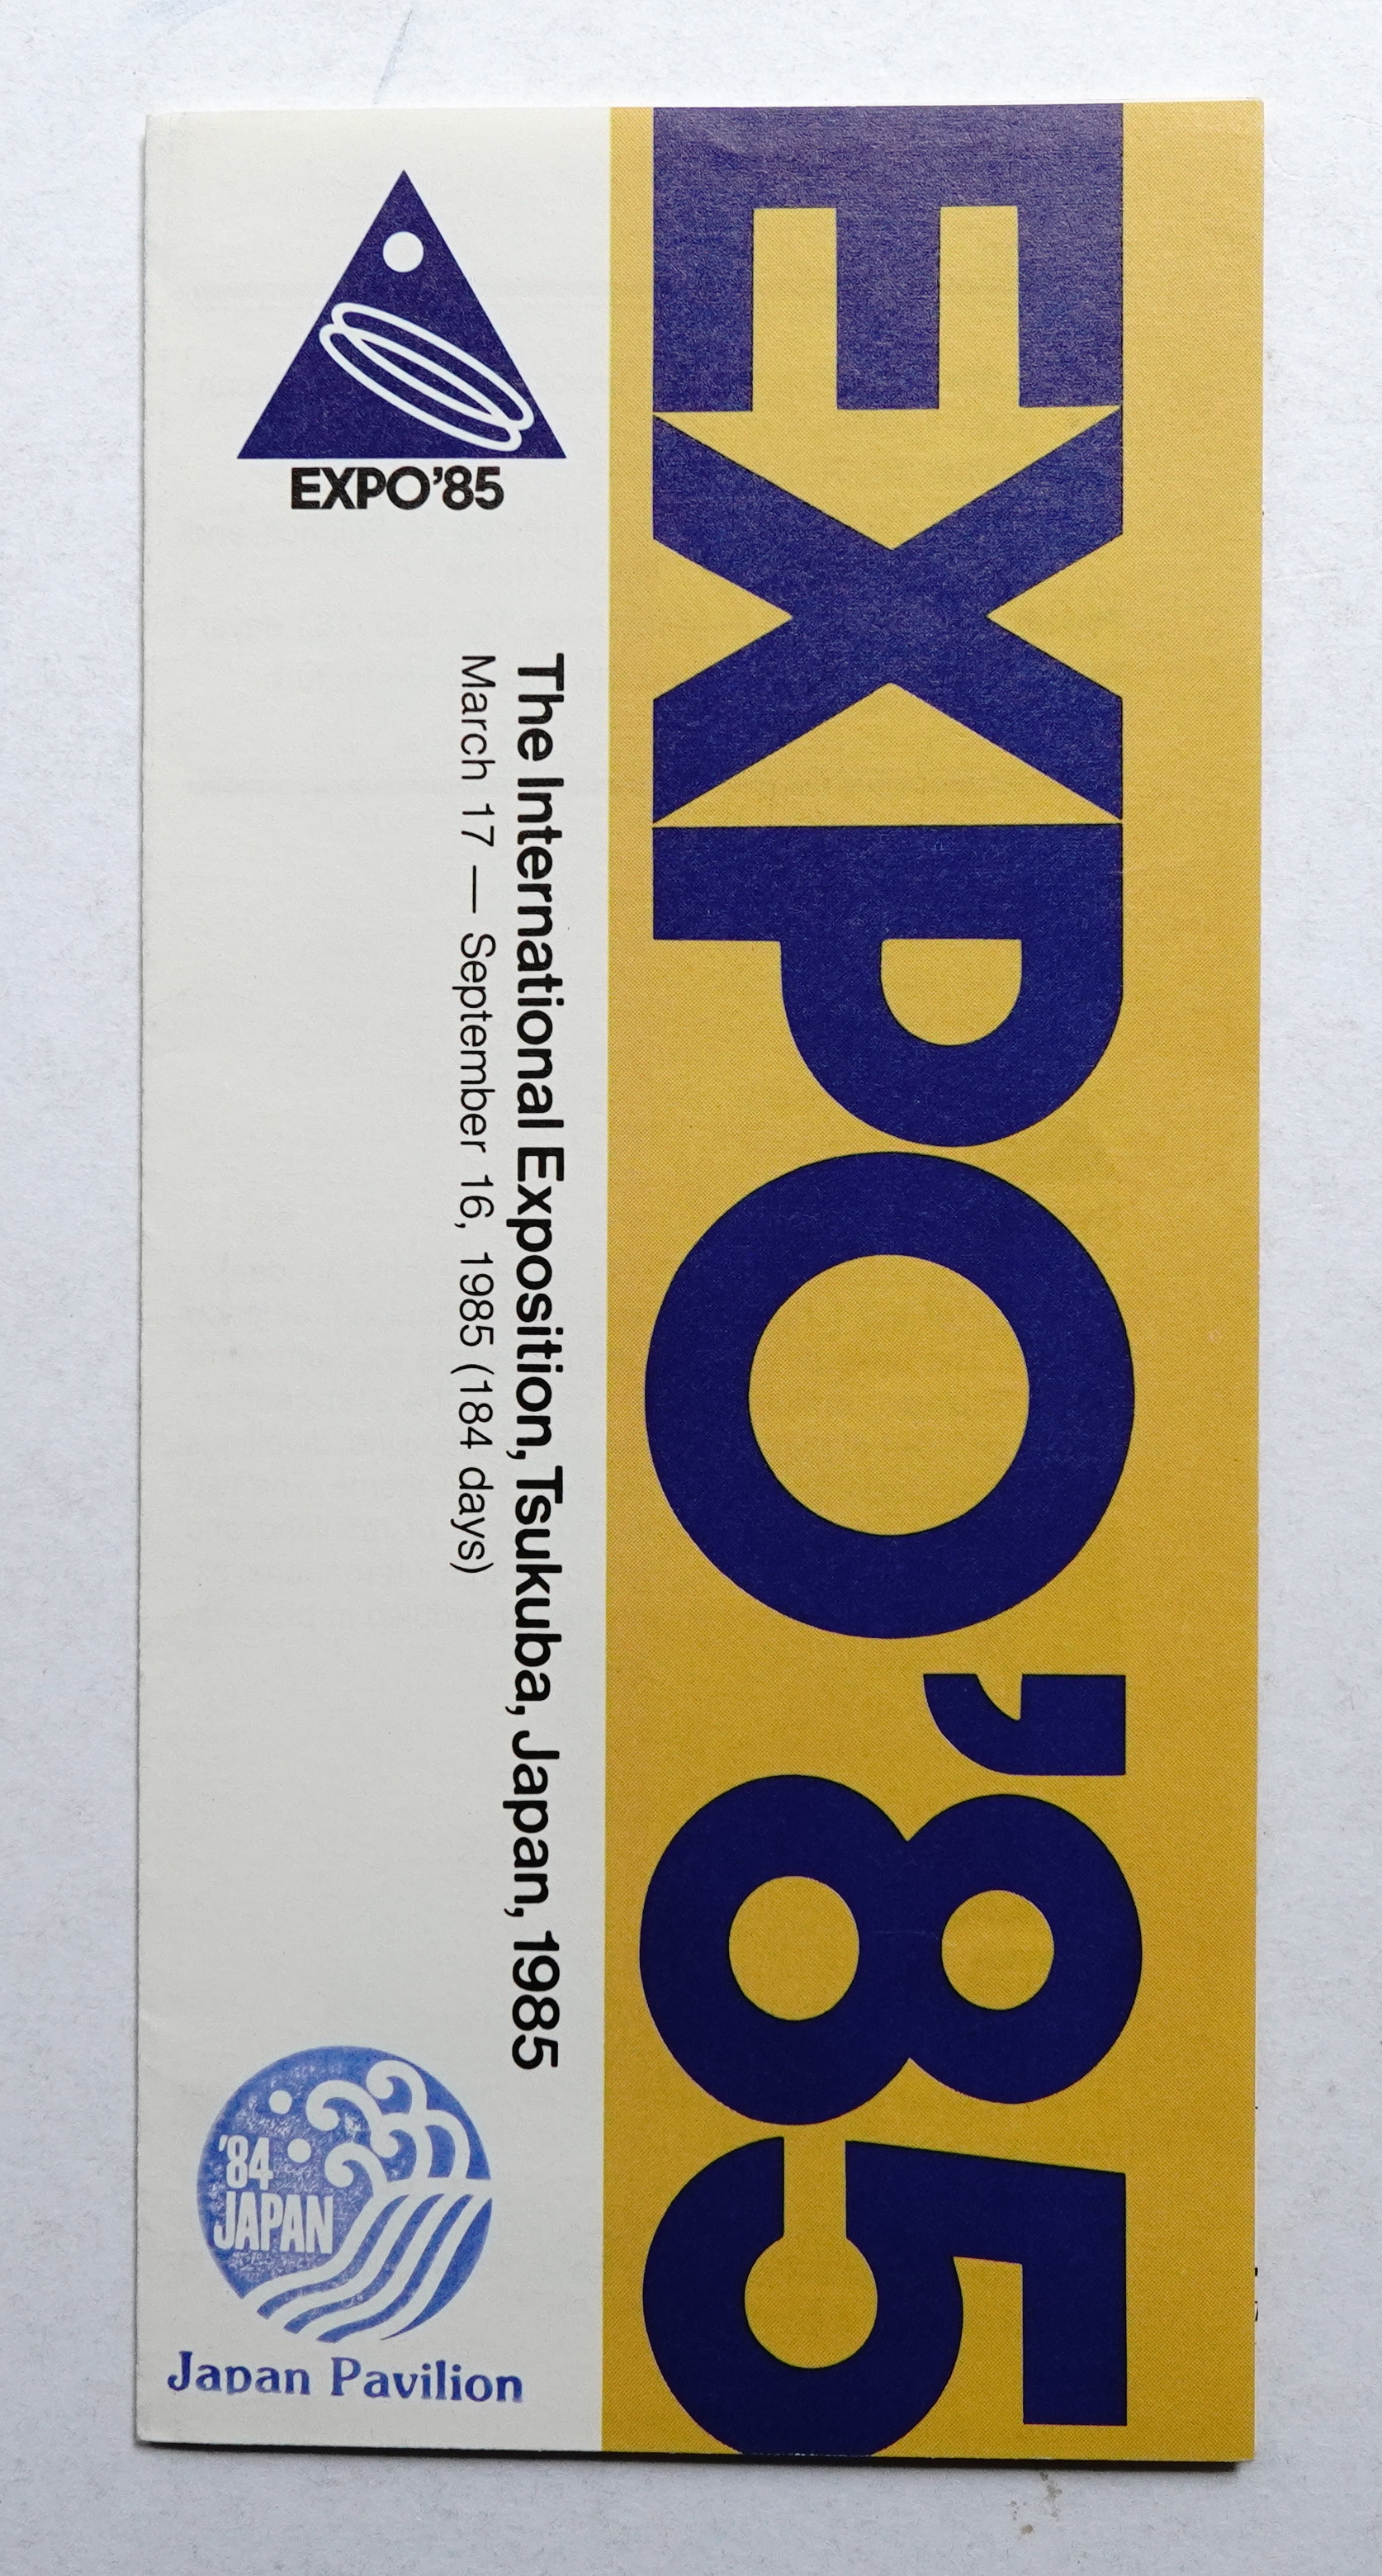 EXPO'85
EXPO'85
The International Exposition, Tsukuba, Japan, 1985
March 17 — September 16, 1985 (184 days)
'84
JAPAN
Japan Pavilion